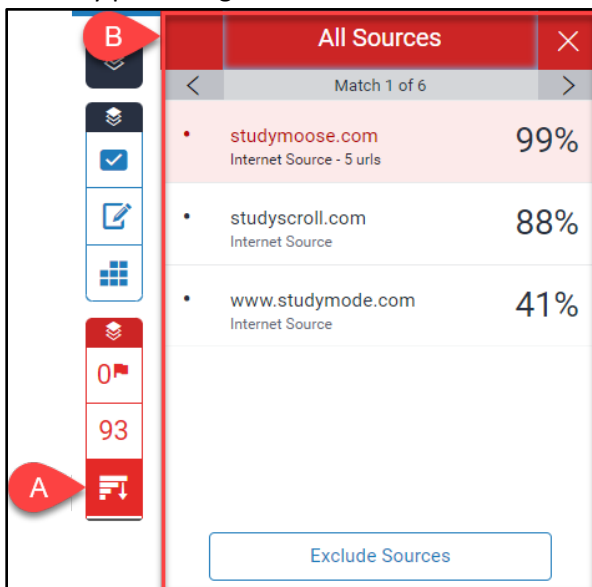 B
All Sources
Match 1 of 6
studymoose.com
99%
Internet Source - 5 urls
studyscroll.com
88%
Internet Source
www.studymode.com
41%
Internet Source
0
93
A
Exclude Sources